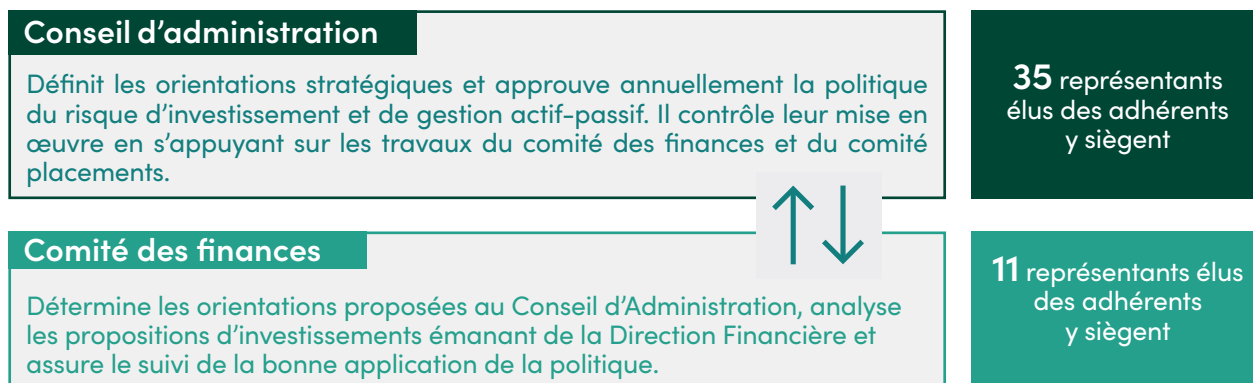 Conseil d’administration
Définit les orientations stratégiques et approuve annuellement la politique
du risque d’investissement et de gestion actif-passif. Il contrôle leur mise en
œuvre en s’appuyant sur les travaux du comité des finances et du comité
placements.
35 représentants
élus des adhérents
y siègent
Comité des finances
Détermine les orientations proposées au Conseil d’Administration, analyse
les propositions d’investissements émanant de la Direction Financière et
assure le suivi de la bonne application de la politique.
11 représentants élus
des adhérents
y siègent